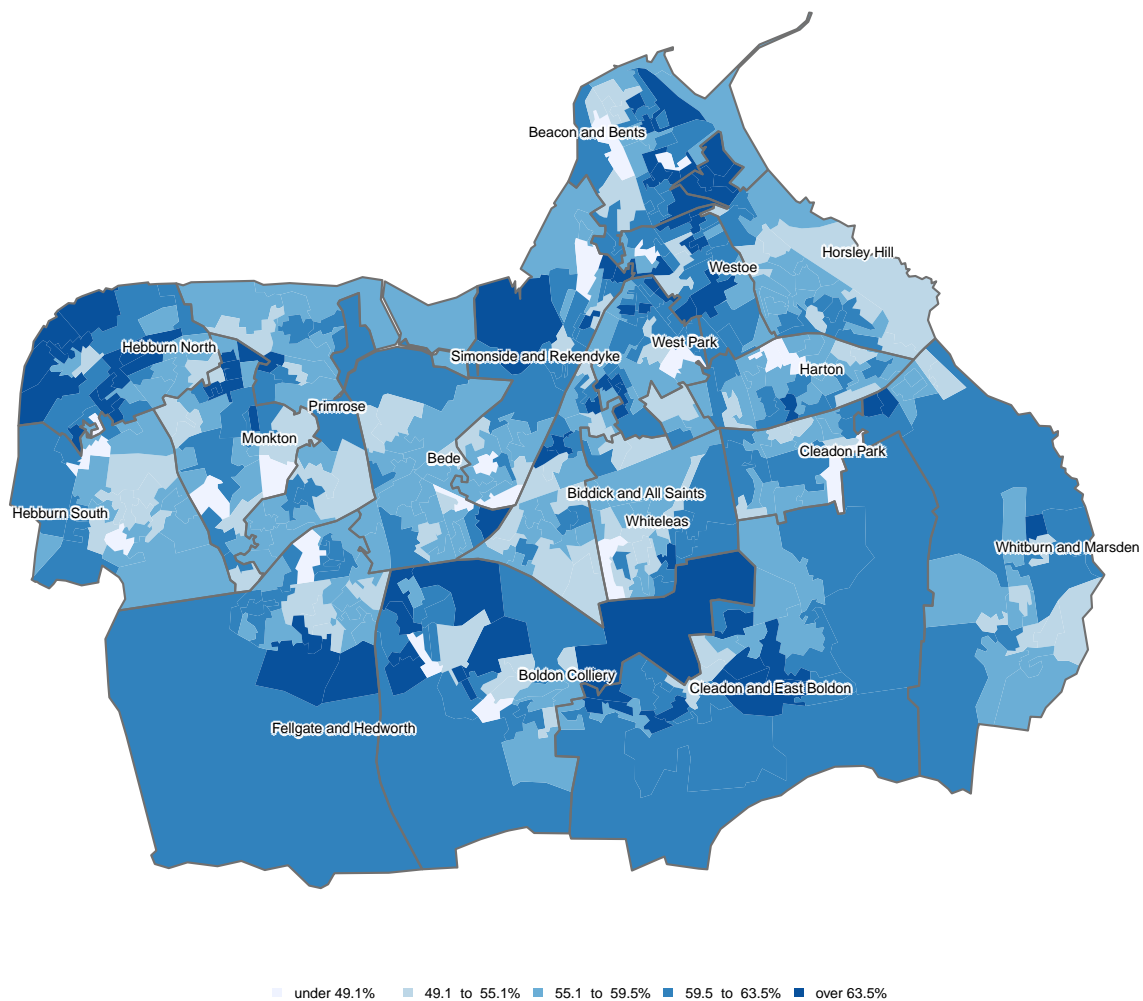 Beacon and Bents
Horsley Hill
Westoe
West Park
Hebburn North
Simonside and Rekendyke
Harton
Primrose
Monkton
Cleadon Park
Bede
Biddick and All Saints
Hebburn South
Whiteleas
Whitburn and Marsden
Boldon Colliery
Cleadon and East Boldon
Fellgate and Hedworth
under 49.1% 49.1 to 55.1% 55.1 to 59.5% 59.5 to 63.5% over 63.5%